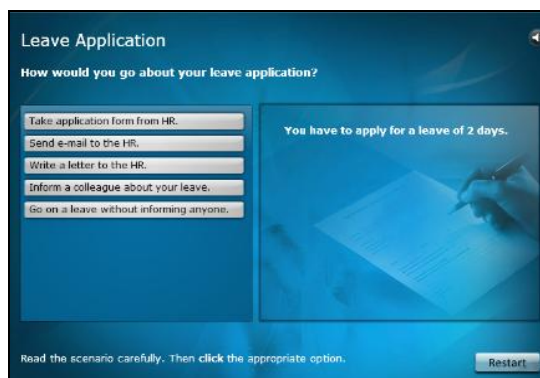 Leave Application
How would you go about your leave application?
Take application form from HR.
Send e-mail to the HR.
Write a letter to the HR.
Inform a colleague about your leave.
Go on a leave without informing anyone.
You have to apply for a leave of 2 days.
Read the scenario carefully. Then click the appropriate option.
Restart